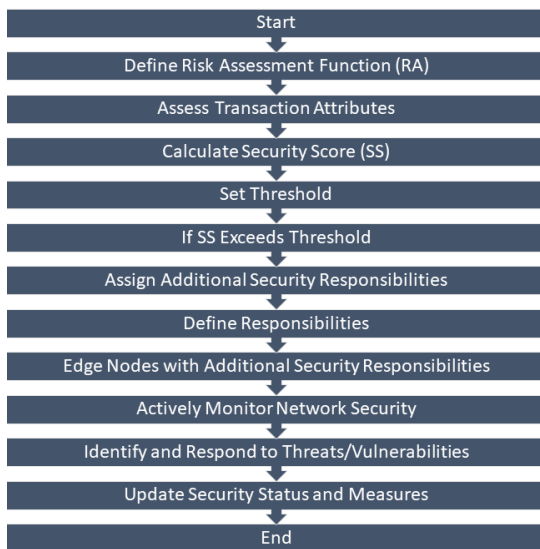 Start
Define Risk Assessment Function (RA)
Assess Transaction Attributes
Calculate Security Score (SS)
Set Threshold
If SS Exceeds Threshold
Assign Additional Security Responsibilities
Define Responsibilities
Edge Nodes with Additional Security Responsibilities
Actively Monitor Network Security
Identify and Respond to Threats/Vulnerabilities
Update Security Status and Measures
End